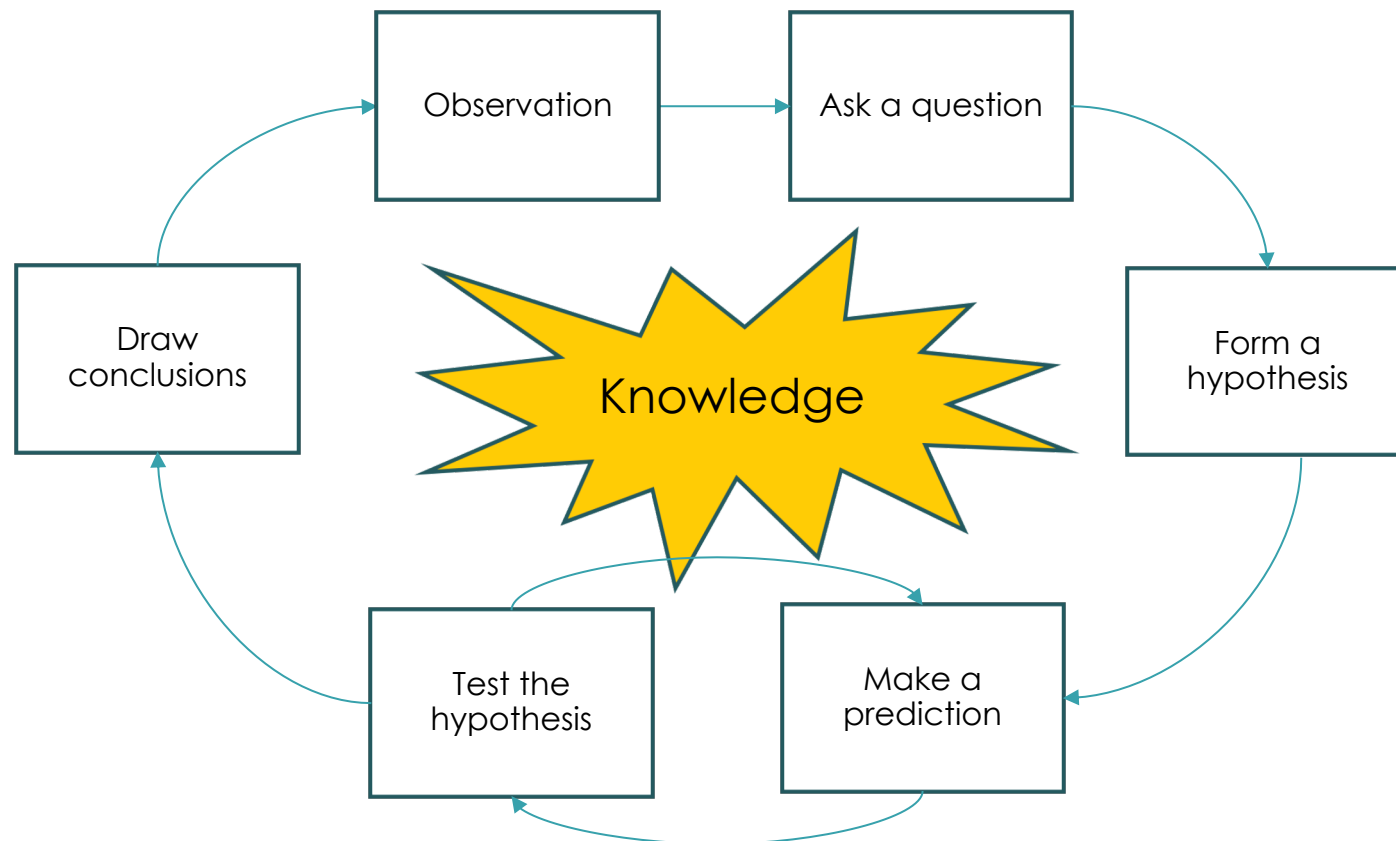 Observation
Ask a question
Form a
hypothesis
Make a
prediction
Test the
hypothesis
Draw
conclusions
Knowledge